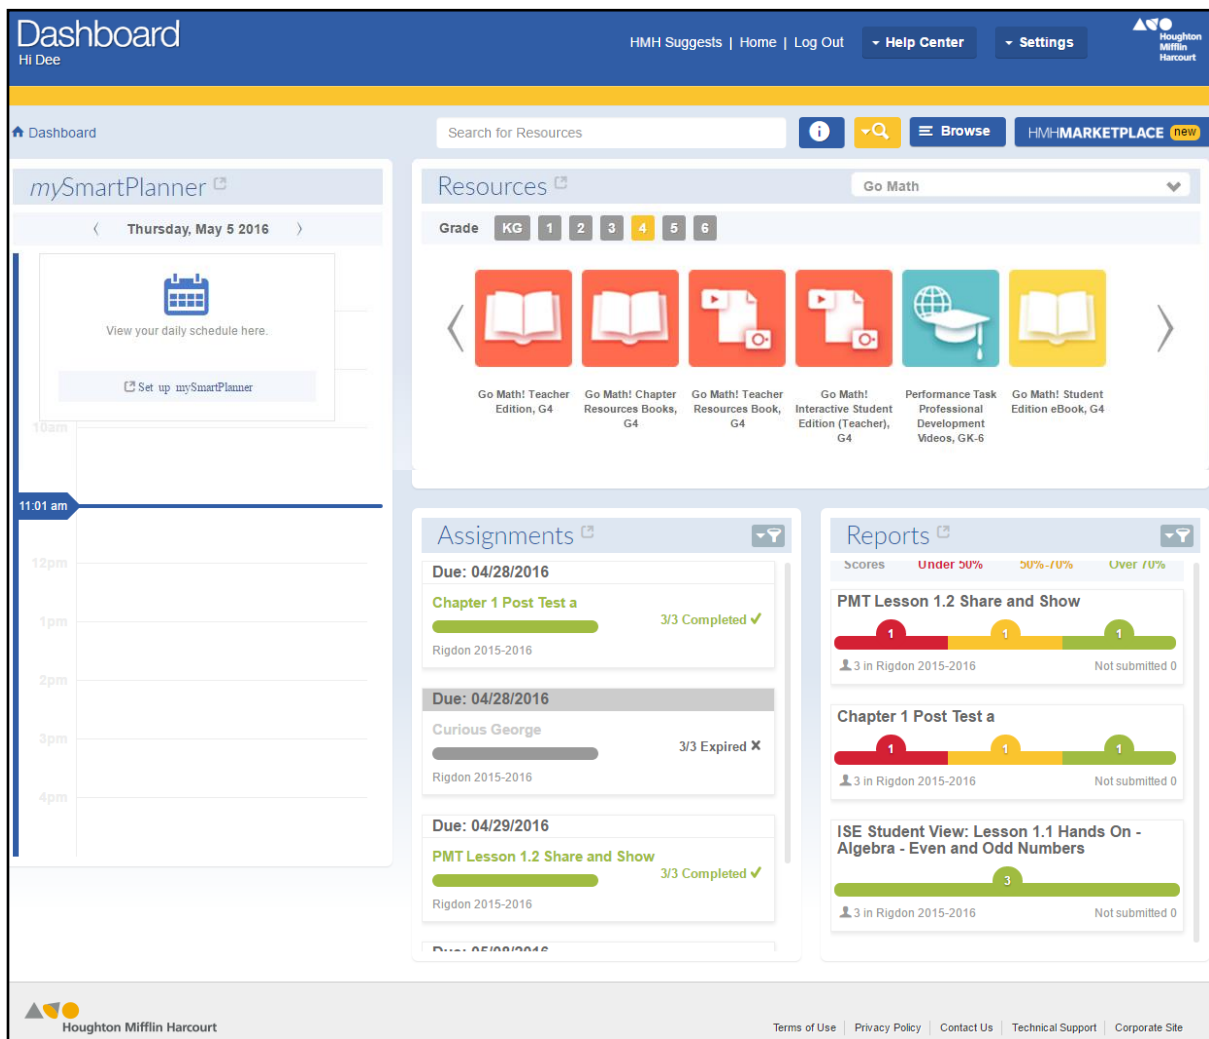 Dashboard
Hi Dee
HMH Suggests | Home | Log Out
Help Center
Settings
Houghton
Mifflin
Harcourt
Dashboard
Search for Resources
Browse
HMHMARKETPLACE new
mySmartPlanner
Thursday, May 5 2016
View your daily schedule here.
Set up mySmartPlanner
10am
11:01 am
12pm
1pm
2pm
3pm
4pm
Resources
Go Math
Grade KG 1 2 3 4 5 6
Go Math! Teacher
Edition, G4
Go Math! Chapter
Resources Books,
G4
Go Math! Teacher
Resources Book,
G4
Go Math!
Interactive Student
Edition (Teacher),
G4
Performance Task
Professional
Development
Videos, GK-6
Go Math! Student
Edition eBook, G4
Assignments
Due: 04/28/2016
Chapter 1 Post Test a
3/3 Completed
Rigdon 2015-2016
Due: 04/28/2016
Curious George
3/3 Expired
Rigdon 2015-2016
Due: 04/29/2016
PMT Lesson 1.2 Share and Show
3/3 Completed
Rigdon 2015-2016
Due: 05/08/2016
Reports
Scores Under 50% 50%-70% Over 70%
PMT Lesson 1.2 Share and Show
1 1 1
3 in Rigdon 2015-2016 Not submitted 0
Chapter 1 Post Test a
1 1 1
3 in Rigdon 2015-2016 Not submitted 0
ISE Student View: Lesson 1.1 Hands On -
Algebra - Even and Odd Numbers
3
3 in Rigdon 2015-2016 Not submitted 0
Houghton Mifflin Harcourt
Terms of Use | Privacy Policy | Contact Us | Technical Support | Corporate Site